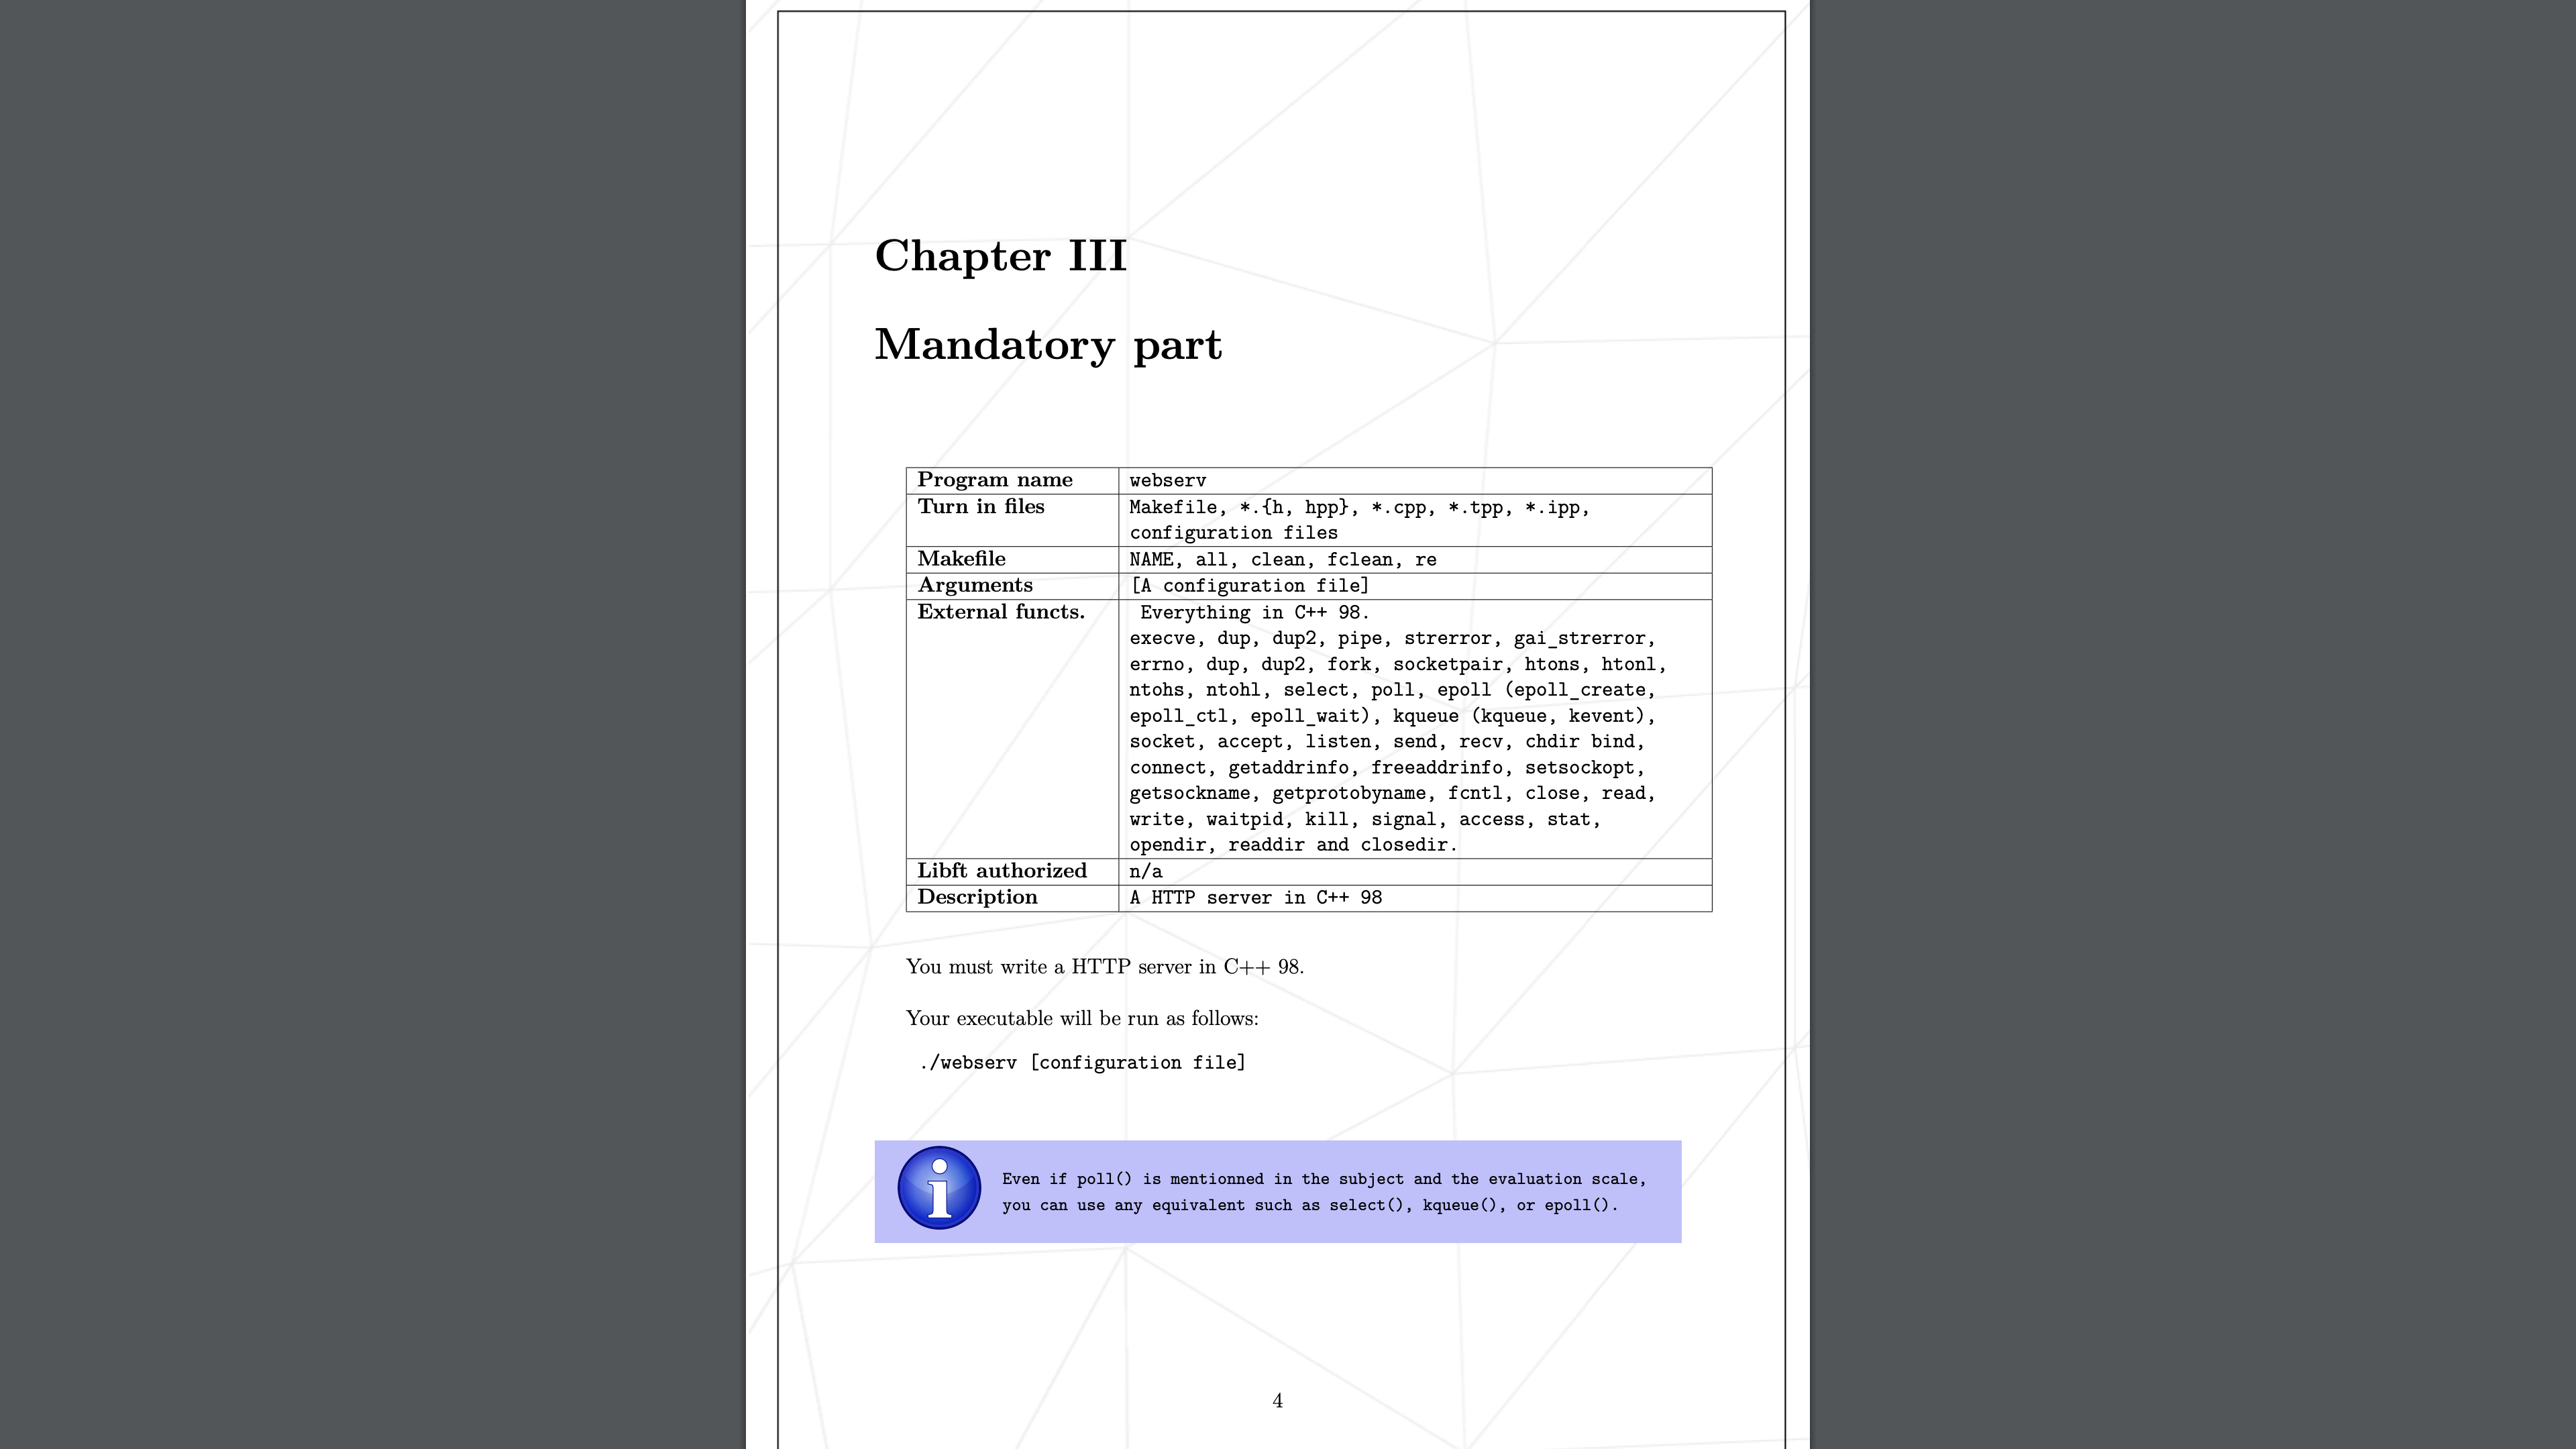 Chapter III
Mandatory part
Program name webserv
Turn in files Makefile, *.{h, hpp}, *.cpp, *.tpp, *.ipp,
configuration files
Makefile NAME, all, clean, fclean, re
Arguments [A configuration file]
External functs. Everything in C++ 98.
execve, dup, dup2, pipe, strerror, gai_strerror,
errno, dup, dup2, fork, socketpair, htons, htonl,
ntohs, ntohl, select, poll, epoll (epoll_create,
epoll_ctl, epoll_wait), kqueue (kqueue, kevent),
socket, accept, listen, send, recv, chdir bind,
connect, getaddrinfo, freeaddrinfo, setsockopt,
getsockname, getprotobyname, fcntl, close, read,
write, waitpid, kill, signal, access, stat,
opendir, readdir and closedir.
Libft authorized n/a
Description A HTTP server in C++ 98
You must write a HTTP server in C++ 98.
Your executable will be run as follows:
./webserv [configuration file]
Even if poll() is mentionned in the subject and the evaluation scale,
you can use any equivalent such as select(), kqueue(), or epoll().
4